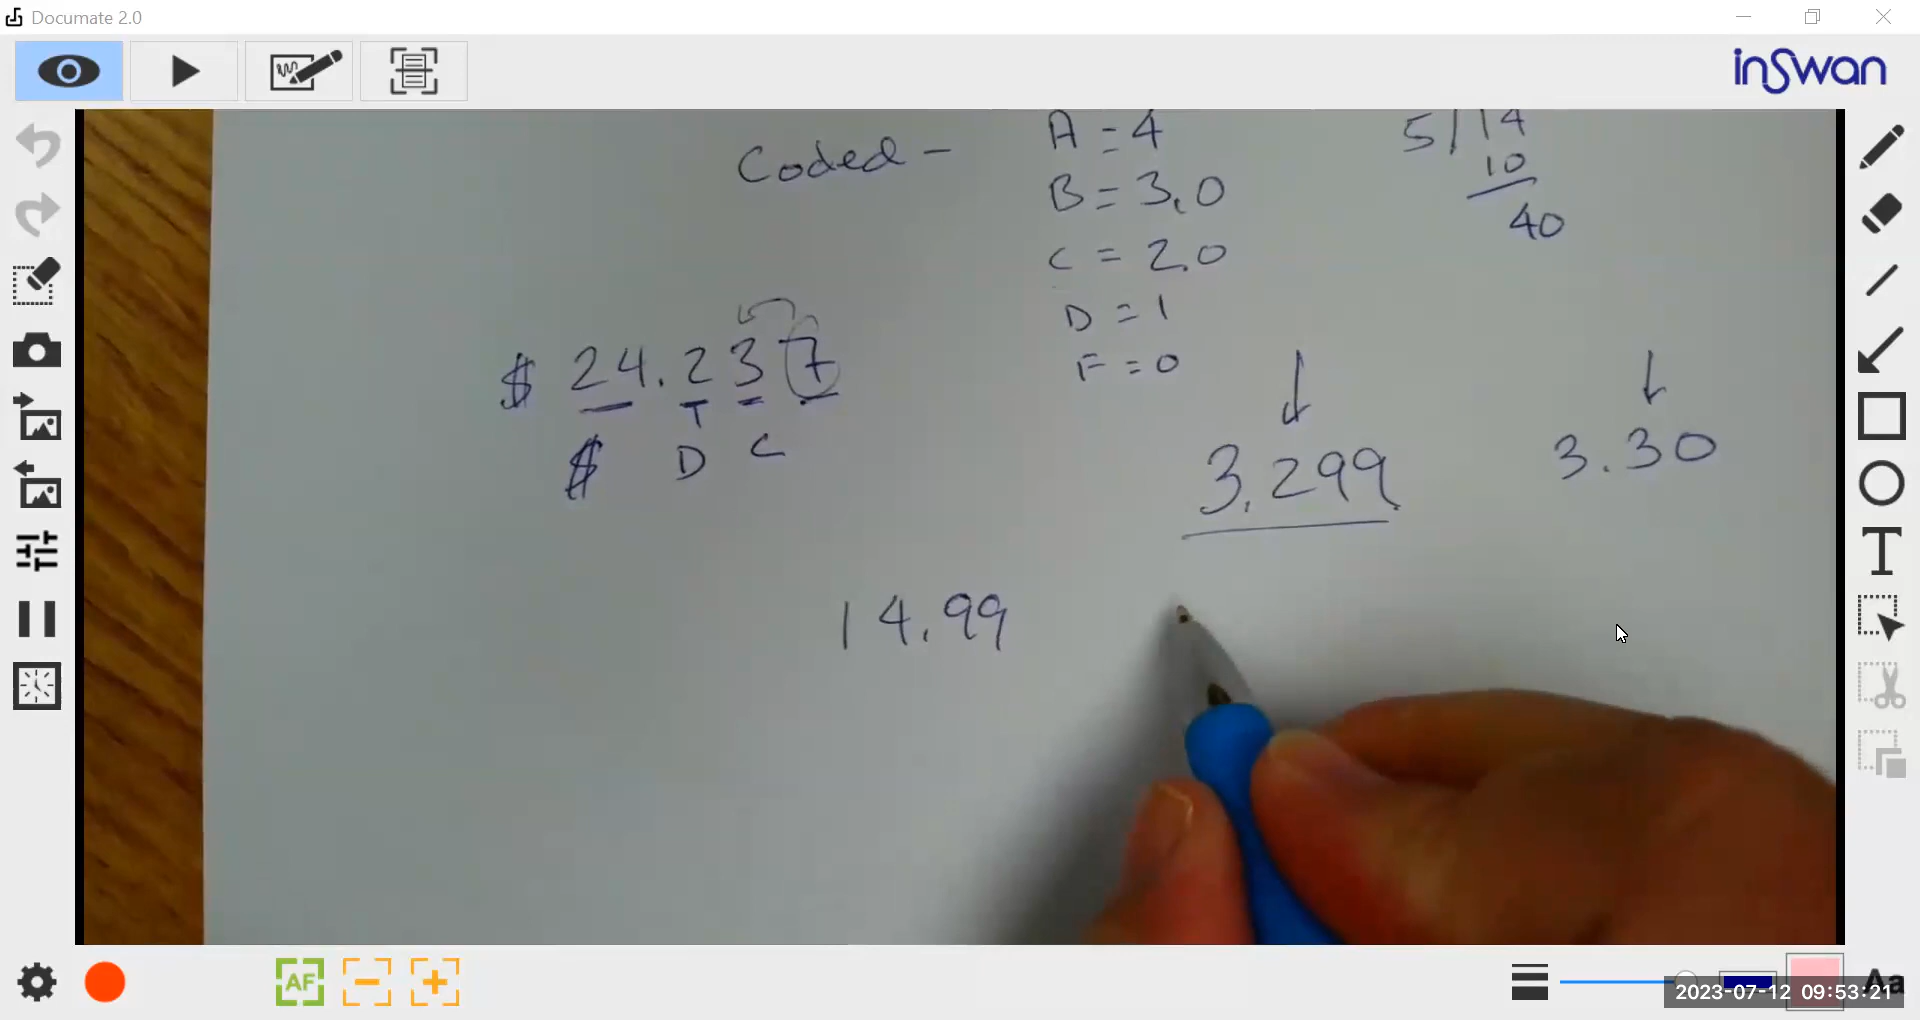 Documate 2.0
inSwan
Coded -
A = 4
B = 3.0
C = 2.0
D = 1
F = 0
5 14
10
40
$ 24.237
T
$ D C
3.299
3.30
14.99
T
AF
Aa
2023-07-12 09:53:21